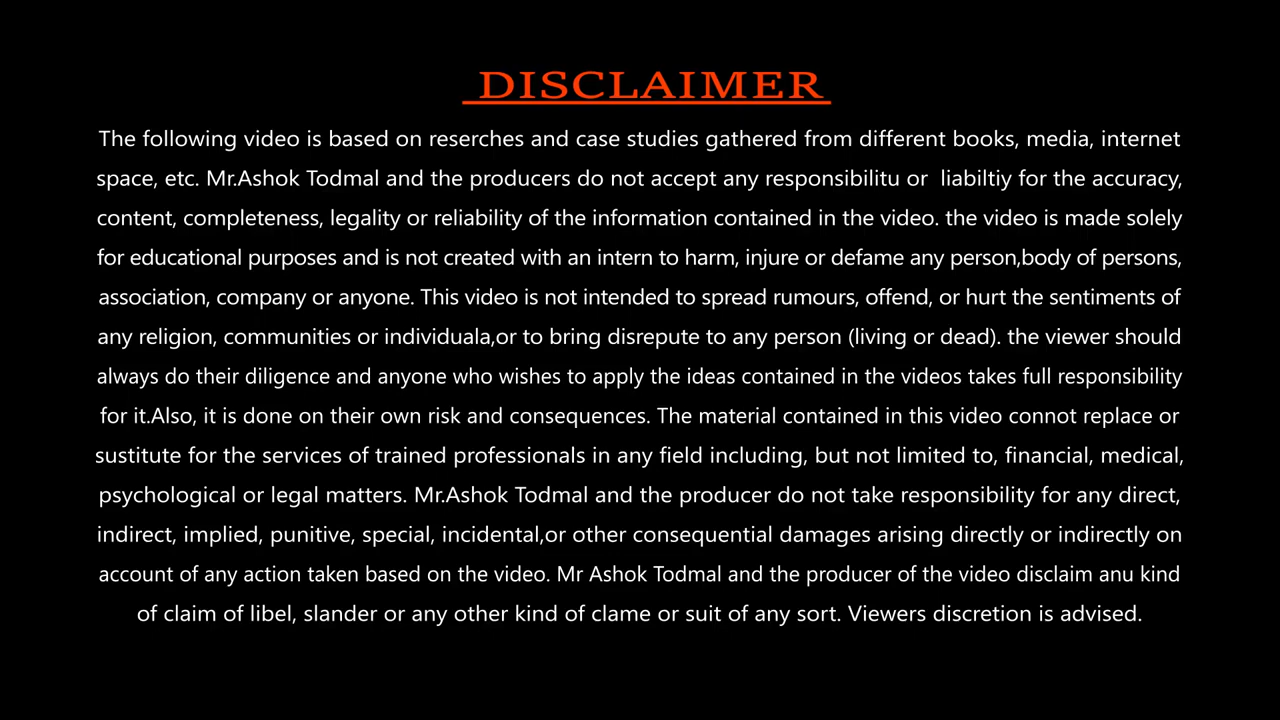 DISCLAIMER
The following video is based on reserches and case studies gathered from different books, media, internet
space, etc. Mr.Ashok Todmal and the producers do not accept any responsibilitu or liabiltiy for the accuracy,
content, completeness, legality or reliability of the information contained in the video. the video is made solely
for educational purposes and is not created with an intern to harm, injure or defame any person,body of persons,
association, company or anyone. This video is not intended to spread rumours, offend, or hurt the sentiments of
any religion, communities or individuala,or to bring disrepute to any person (living or dead). the viewer should
always do their diligence and anyone who wishes to apply the ideas contained in the videos takes full responsibility
for it.Also, it is done on their own risk and consequences. The material contained in this video connot replace or
sustitute for the services of trained professionals in any field including, but not limited to, financial, medical,
psychological or legal matters. Mr.Ashok Todmal and the producer do not take responsibility for any direct,
indirect, implied, punitive, special, incidental,or other consequential damages arising directly or indirectly on
account of any action taken based on the video. Mr Ashok Todmal and the producer of the video disclaim anu kind
of claim of libel, slander or any other kind of clame or suit of any sort. Viewers discretion is advised.